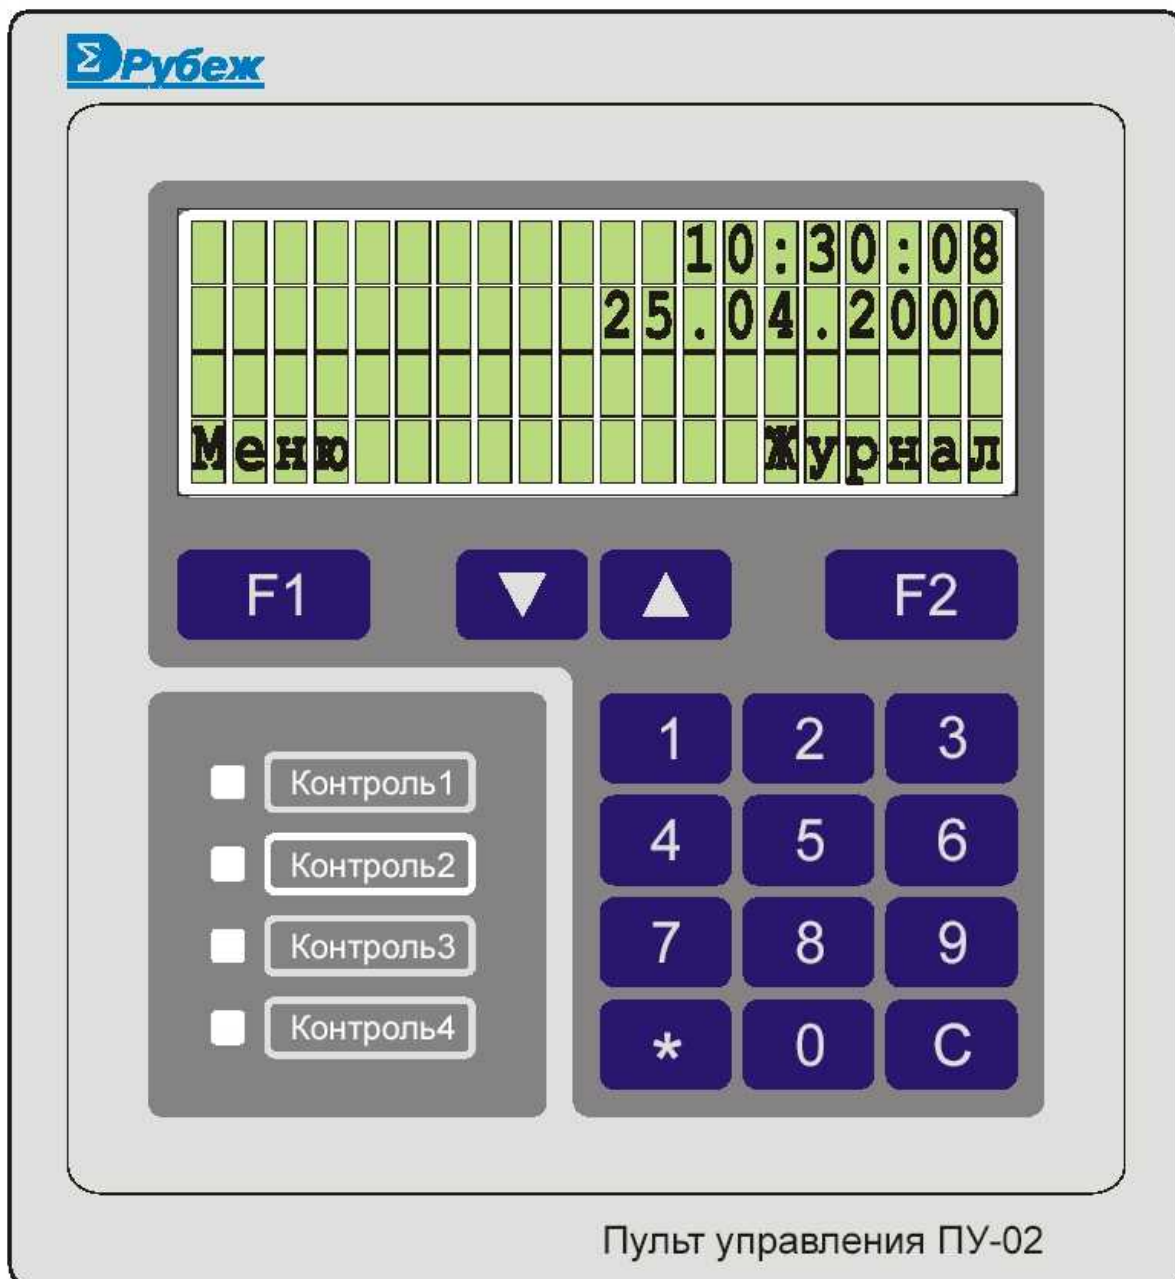 Рубеж
10:30:08
25.04.2000
Меню Журнал
F1 ▼ ▲ F2
Контроль1
Контроль2
Контроль3
Контроль4
1 2 3
4 5 6
7 8 9
* 0 C
Пульт управления ПУ-02